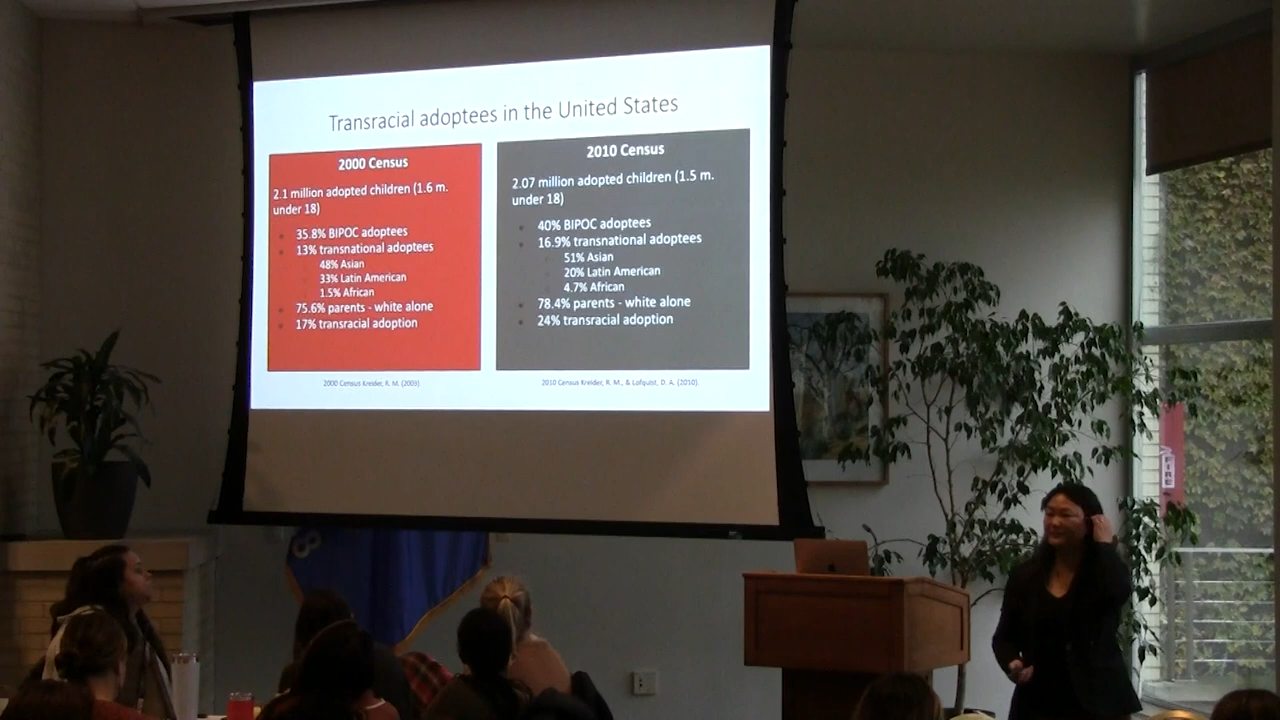 Transracial adoptees in the United States
2000 Census
2.1 million adopted children (1.6 m.
under 18)
35.8% BIPOC adoptees
13% transnational adoptees
48% Asian
33% Latin American
1.5% African
75.6% parents - white alone
17% transracial adoption
2000 Census Kreider, R. M. (2003)
2010 Census
2.07 million adopted children (1.5 m.
under 18)
40% BIPOC adoptees
16.9% transnational adoptees
51% Asian
20% Latin American
4.7% African
78.4% parents - white alone
24% transracial adoption
2010 Census Kreider, R. M., & Lofquist, D. A. (2010).
FIRE
8